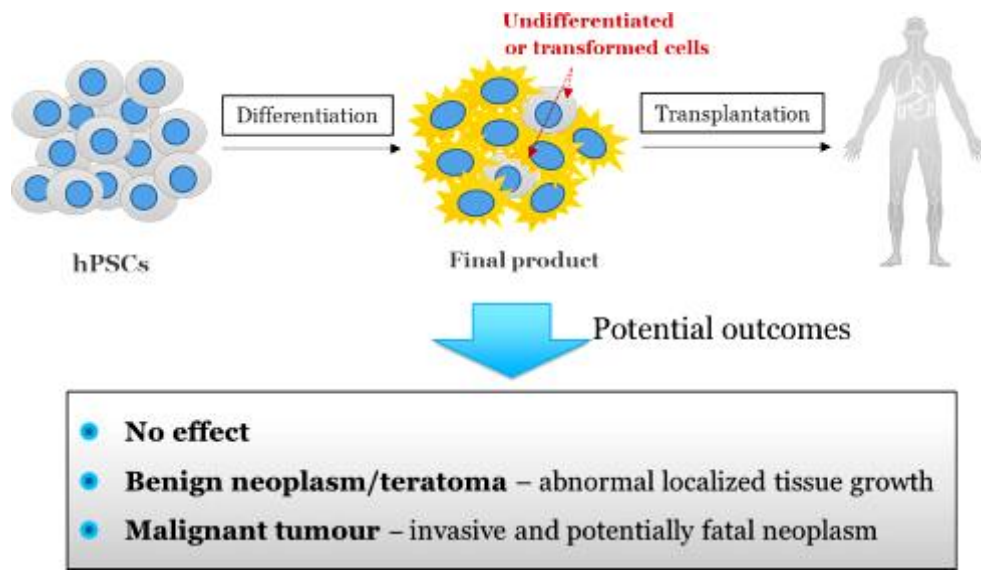 Undifferentiated
or transformed cells
Differentiation
Transplantation
hPSCs
Final product
Potential outcomes
No effect
Benign neoplasm/teratoma – abnormal localized tissue growth
Malignant tumour – invasive and potentially fatal neoplasm